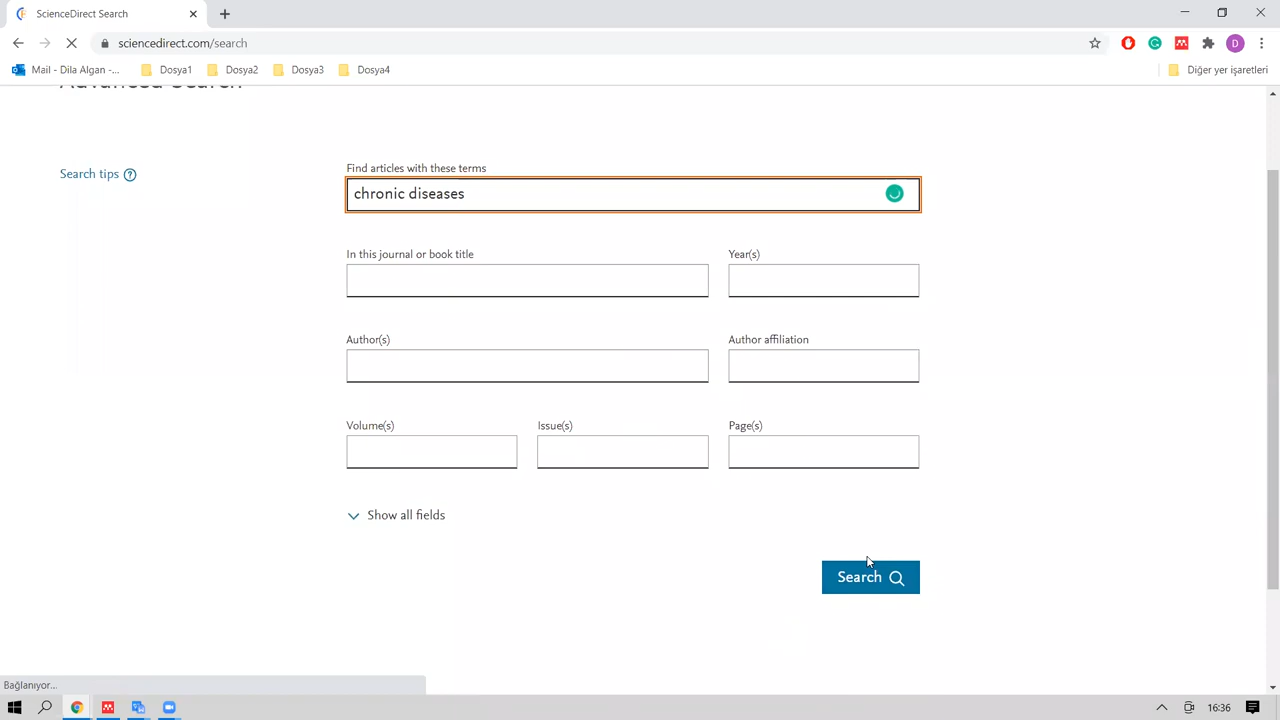 ScienceDirect Search
sciencedirect.com/search
D
Mail - Dila Algan -...
Dosya1
Dosya2
Dosya3
Dosya4
Diğer yer işaretleri
Advanced Search
Search tips
Find articles with these terms
chronic diseases
In this journal or book title
Year(s)
Author(s)
Author affiliation
Volume(s)
Issue(s)
Page(s)
Show all fields
Search
Bağlanıyor...
16:36